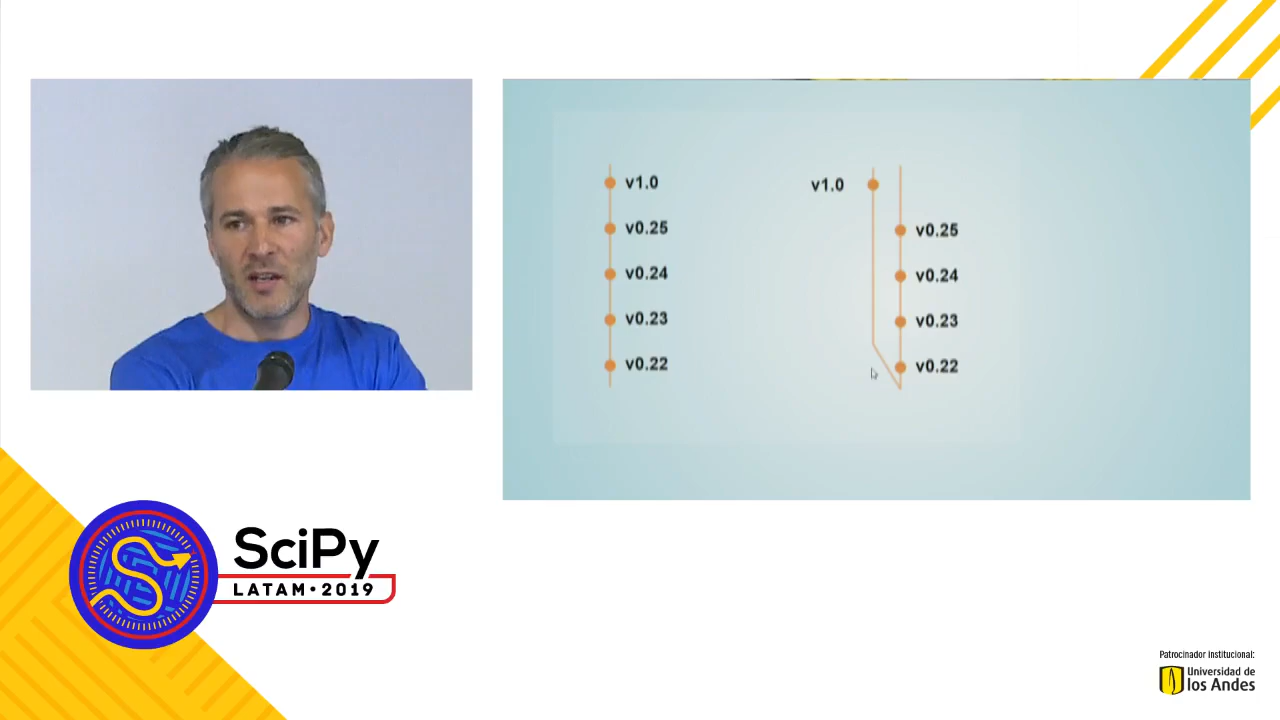 v1.0
v0.25
v0.24
v0.23
v0.22
v1.0
v0.25
v0.24
v0.23
v0.22
SciPy
LATAM•2019
Patrocinador institucional:
Universidad de
los Andes